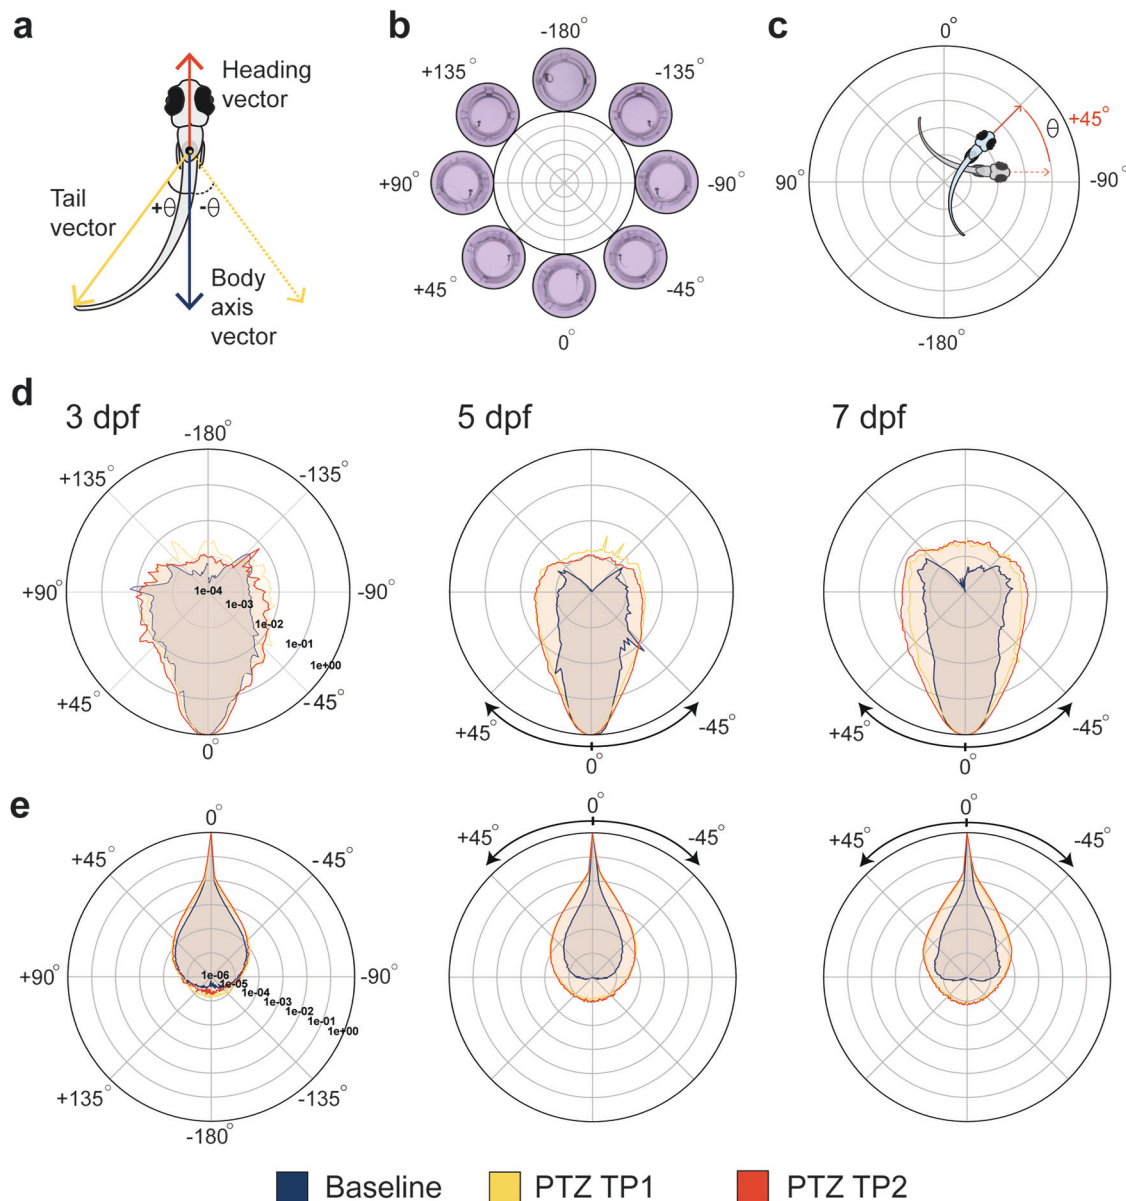 a
Heading
vector
Tail
vector
+θ
-θ
Body
axis
vector
b
-180°
+135°
-135°
+90°
-90°
+45°
-45°
0°
c
0°
θ
+45°
90°
-90°
-180°
d
3 dpf
-180°
+135°
-135°
+90°
-90°
1e-04
1e-03
1e-02
1e-01
1e+00
+45°
-45°
0°
5 dpf
+45°
-45°
0°
7 dpf
+45°
-45°
0°
e
0°
+45°
-45°
+90°
-90°
1e-06
1e-05
1e-04
1e-03
1e-02
1e-01
1e+00
+135°
-135°
-180°
0°
+45°
-45°
0°
+45°
-45°
Baseline
PTZ TP1
PTZ TP2